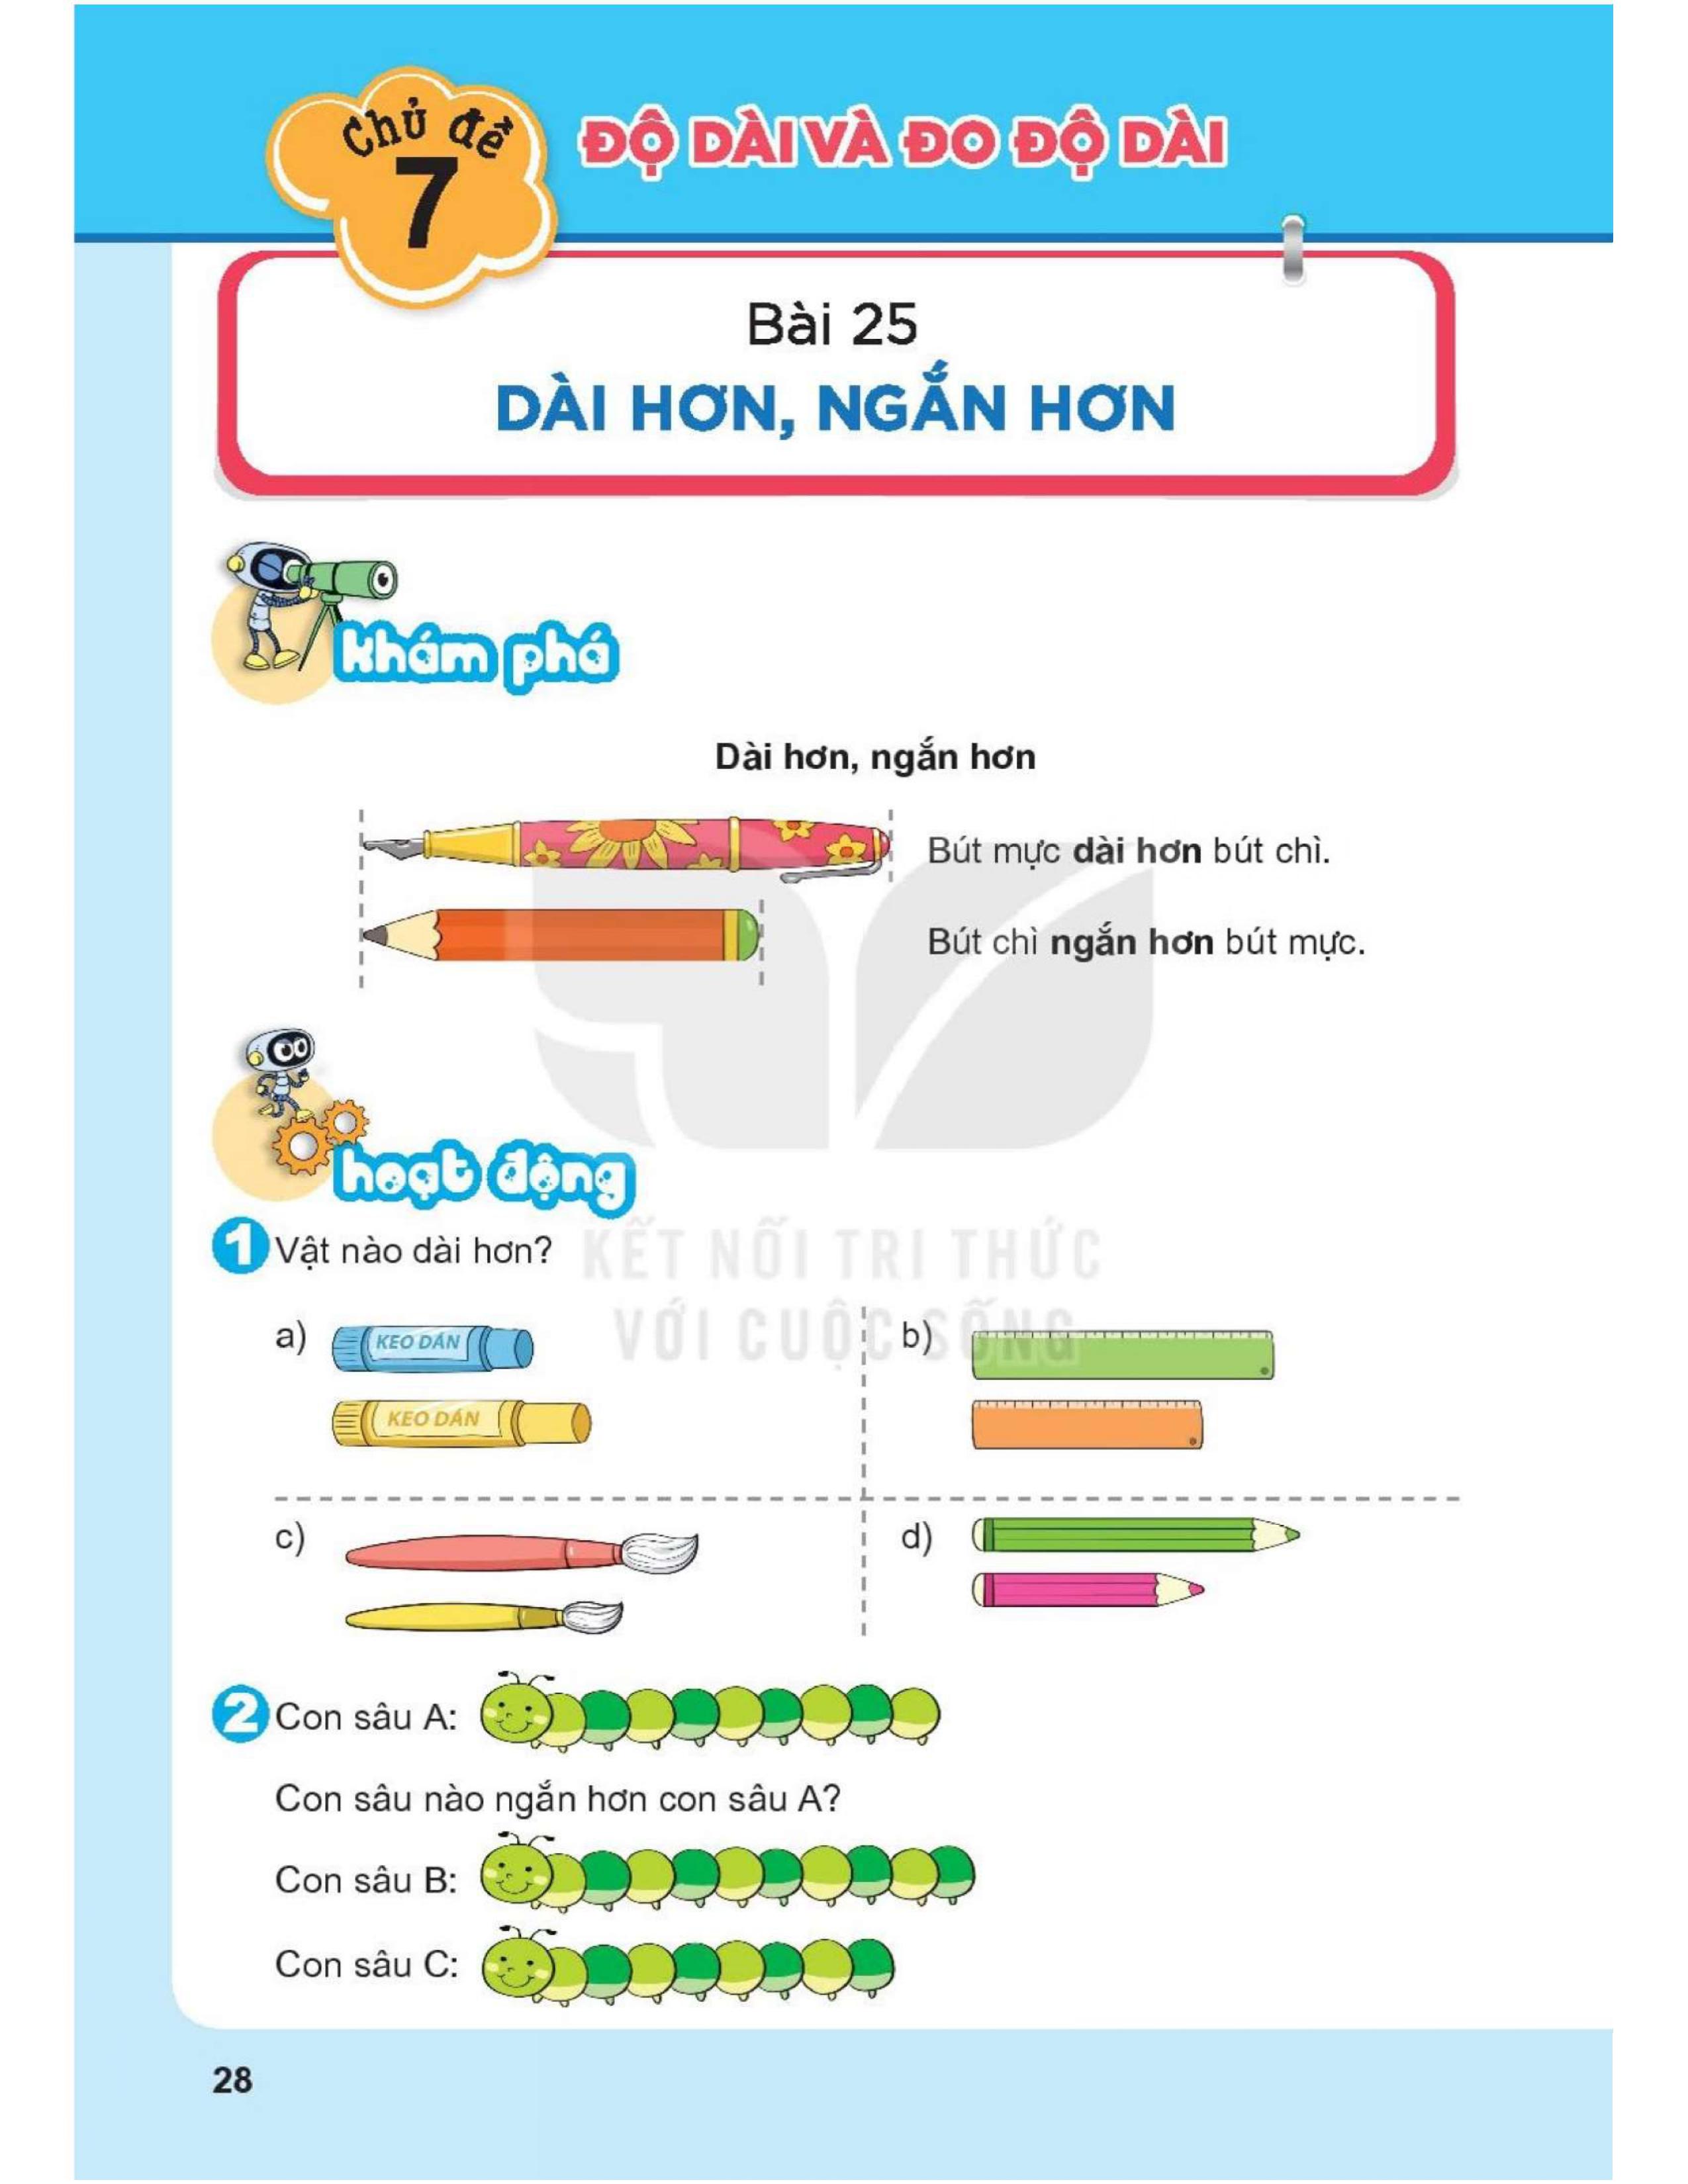 Chủ đề
7
ĐỘ DÀI VÀ ĐO ĐỘ DÀI
Bài 25
DÀI HƠN, NGẮN HƠN
Khám phá
Dài hơn, ngắn hơn
Bút mực dài hơn bút chì.
Bút chì ngắn hơn bút mực.
hoạt động
1 Vật nào dài hơn?
KẾT NỐI TRI THỨC
VỚI CUỘC SỐNG
a)
KEO DÁN
KEO DÁN
b)
c)
d)
2 Con sâu A:
Con sâu nào ngắn hơn con sâu A?
Con sâu B:
Con sâu C:
28